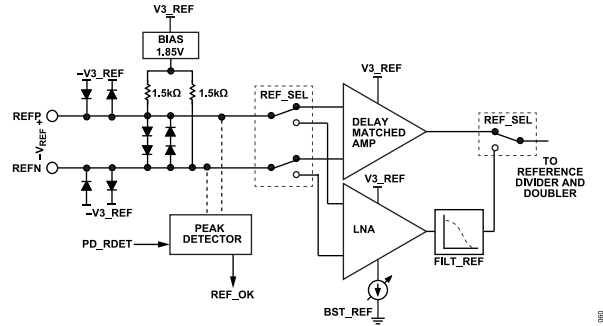 V3_REF
BIAS
1.85V
–V3_REF
1.5kΩ
1.5kΩ
REF_SEL
V3_REF
REFP
+
VREF
–
REFN
DELAY
MATCHED
AMP
REF_SEL
TO
REFERENCE
DIVIDER AND
DOUBLER
–V3_REF
V3_REF
PD_RDET
PEAK
DETECTOR
LNA
FILT_REF
REF_OK
BST_REF
060